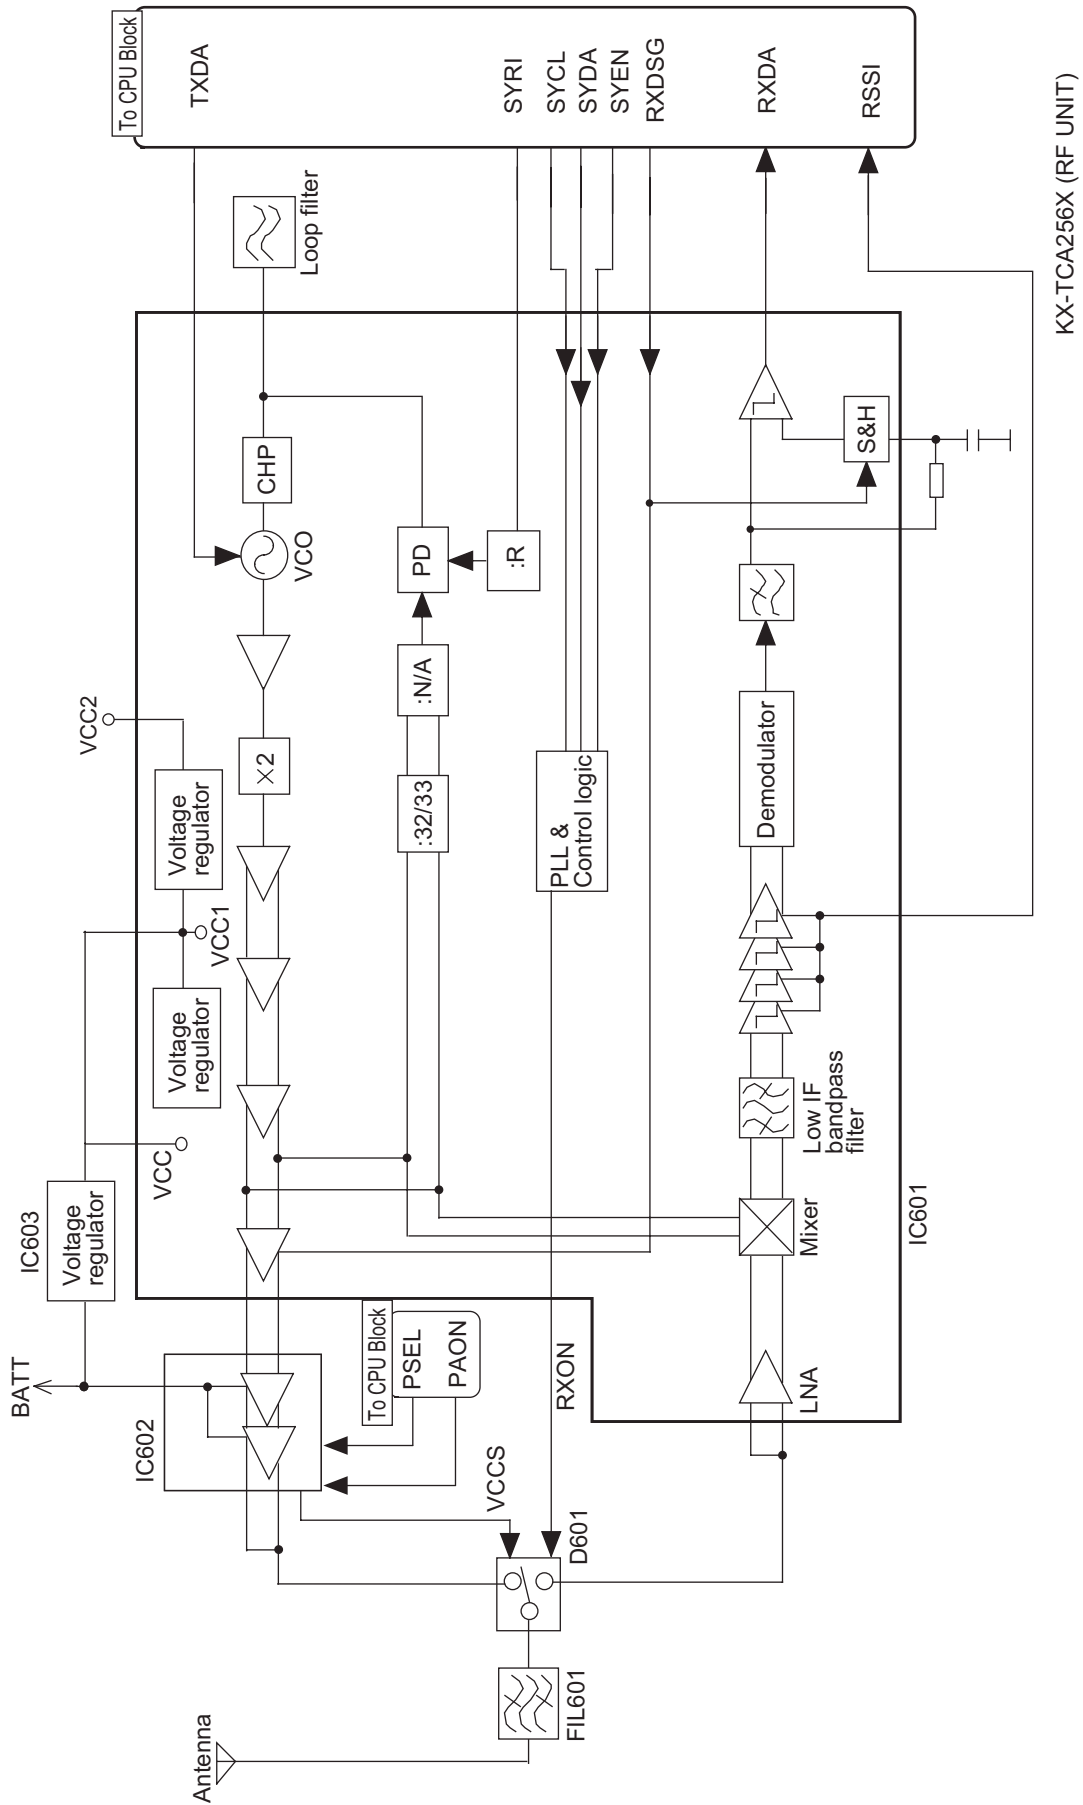 To CPU Block
TXDA
SYRI
SYCL
SYDA
SYEN
RXDSG
RXDA
RSSI
Loop filter
CHP
VCO
PD
:R
:N/A
:32/33
X2
VCC2
Voltage
regulator
VCC1
Voltage
regulator
VCC
IC603
Voltage
regulator
BATT
IC602
To CPU Block
PSEL
PAON
VCCS
RXON
D601
FIL601
Antenna
PLL &
Control logic
S&H
Demodulator
Low IF
bandpass
filter
Mixer
LNA
IC601
KX-TCA256X (RF UNIT)